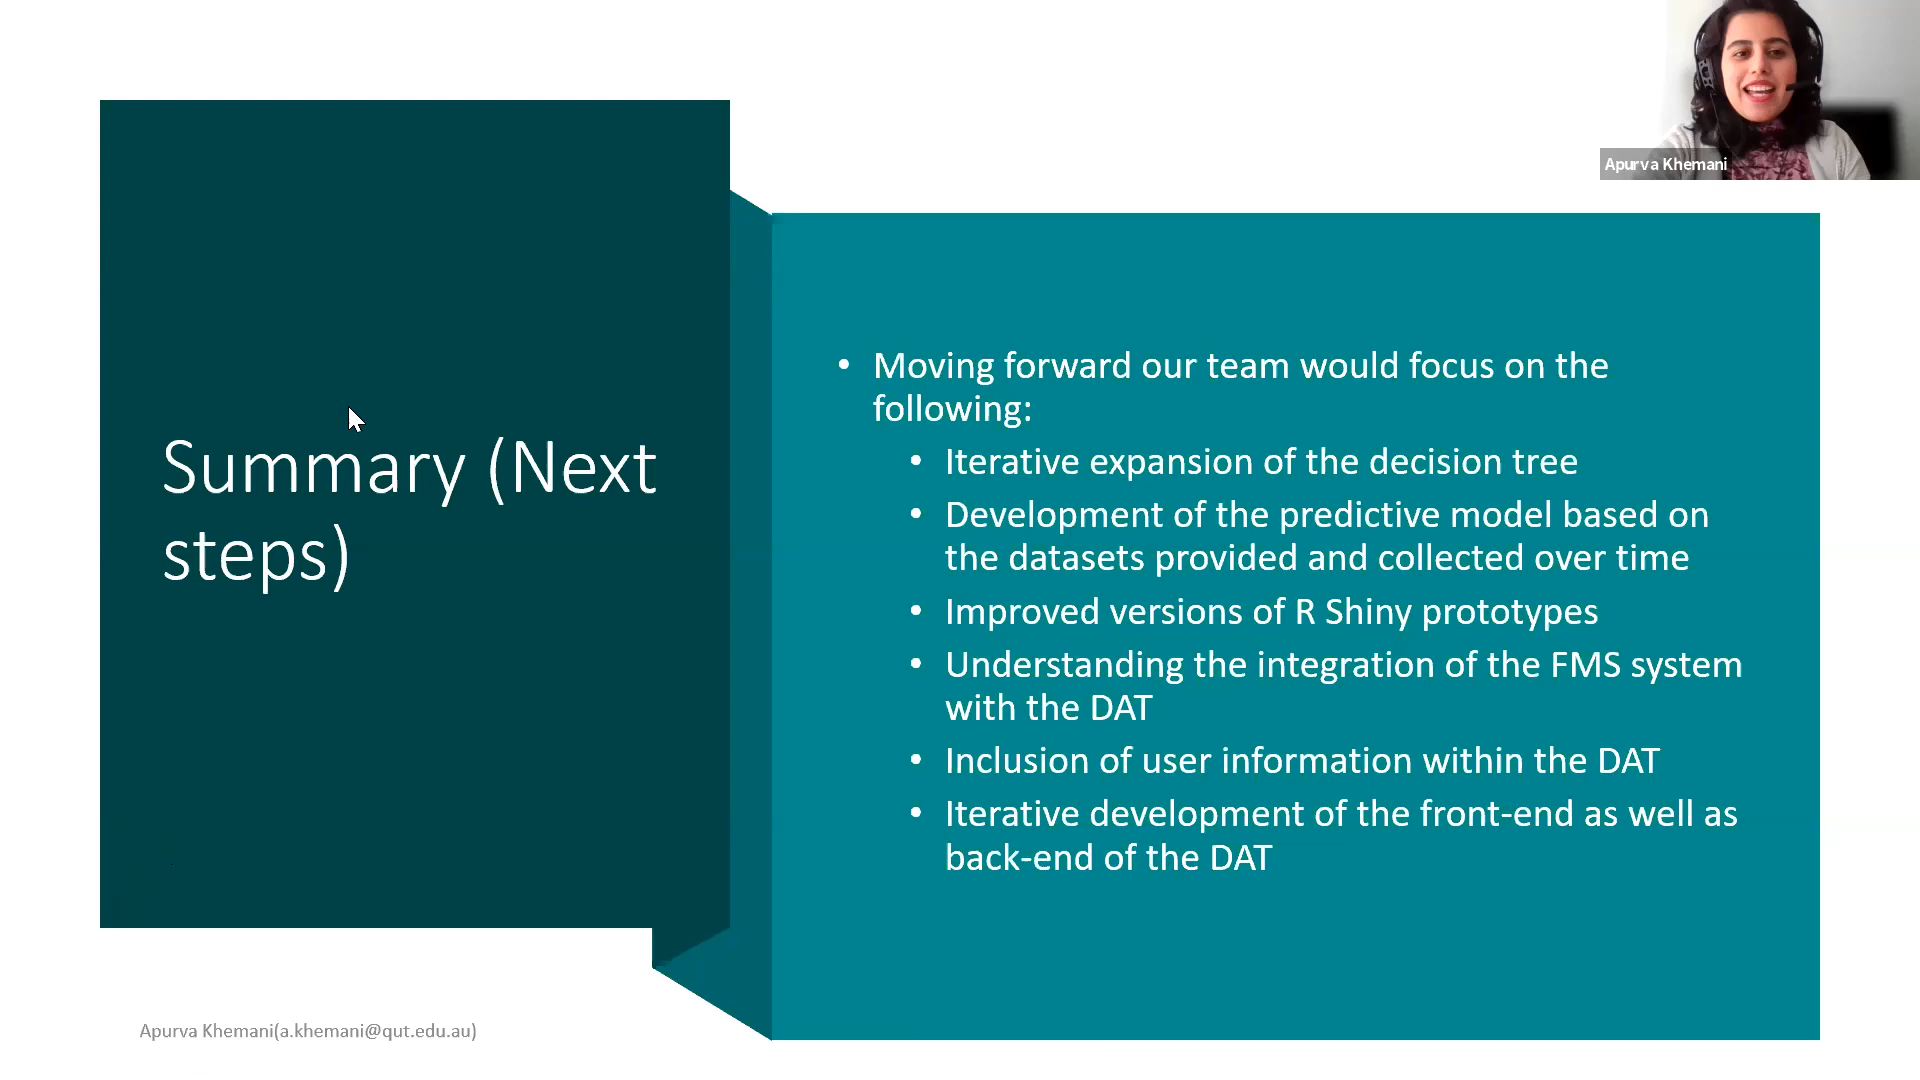 Apurva Khemani
Summary (Next
steps)
• Moving forward our team would focus on the
following:
• Iterative expansion of the decision tree
• Development of the predictive model based on
the datasets provided and collected over time
• Improved versions of R Shiny prototypes
• Understanding the integration of the FMS system
with the DAT
• Inclusion of user information within the DAT
• Iterative development of the front-end as well as
back-end of the DAT
Apurva Khemani(a.khemani@qut.edu.au)